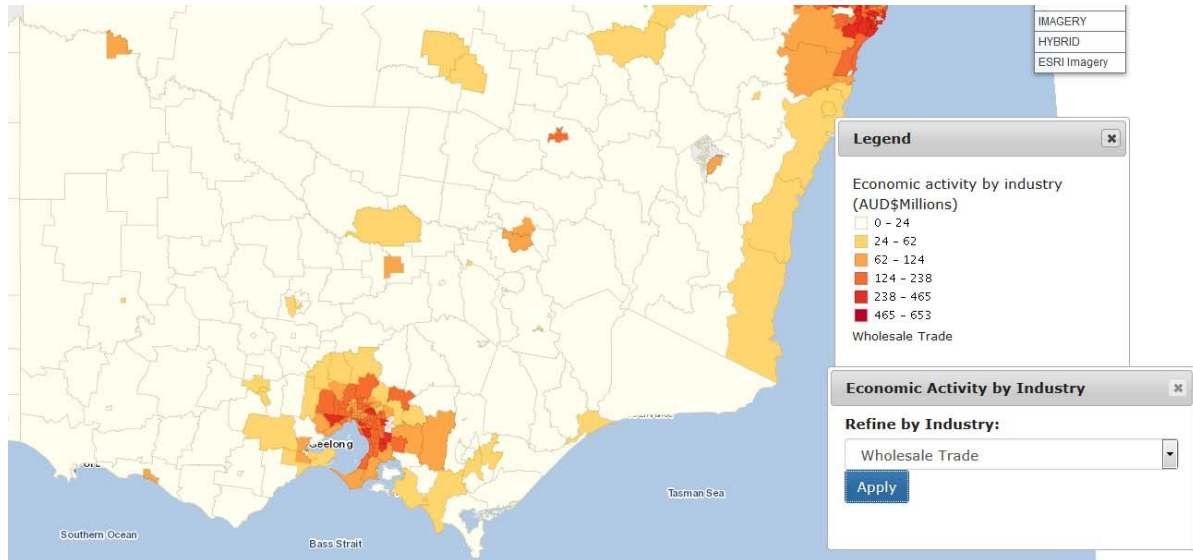 IMAGERY
HYBRID
ESRI Imagery
Legend
Economic activity by industry
(AUD$Millions)
0 – 24
24 – 62
62 – 124
124 – 238
238 – 465
465 – 653
Wholesale Trade
Economic Activity by Industry
Refine by Industry:
Wholesale Trade
Apply
Geelong
Tasman Sea
Southern Ocean
Bass Strait